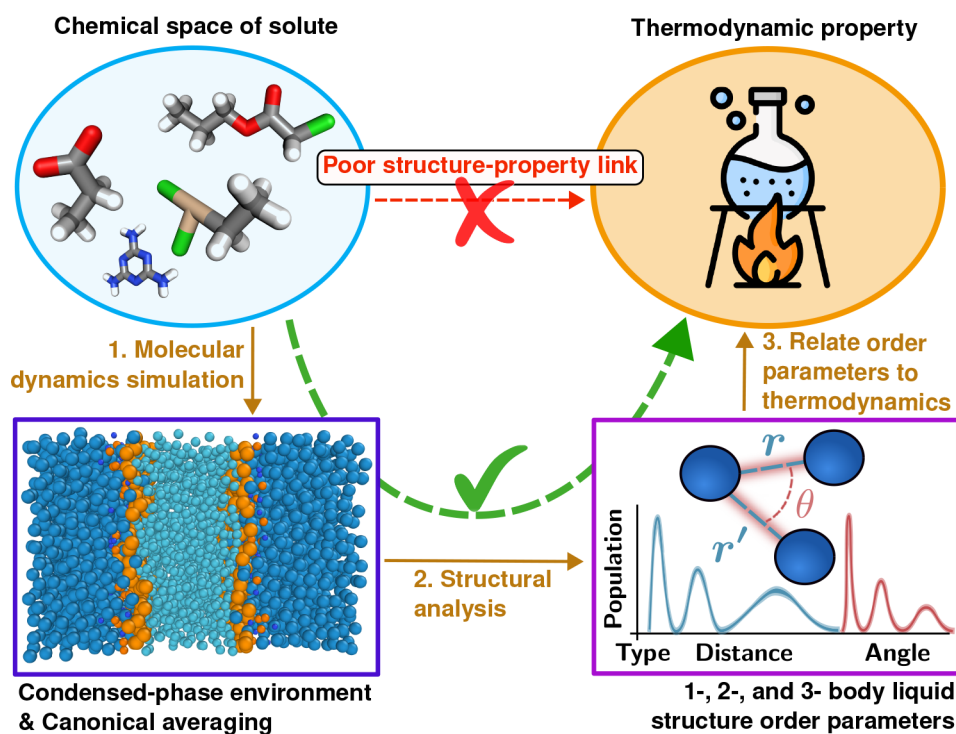 Chemical space of solute
Thermodynamic property
Poor structure-property link
1. Molecular
dynamics simulation
3. Relate order
parameters to
thermodynamics
2. Structural
analysis
r
θ
r'
Population
Type Distance Angle
Condensed-phase environment
& Canonical averaging
1-, 2-, and 3- body liquid
structure order parameters